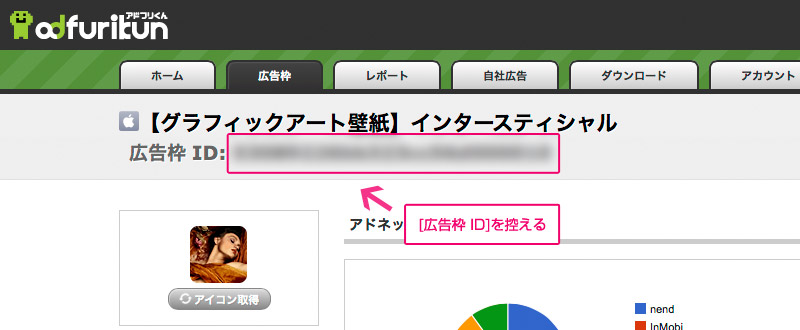 アドフリくん
adfurikun
ホーム
広告枠
レポート
自社広告
ダウンロード
アカウント
【グラフィックアート壁紙】インタースティシャル
広告枠 ID:
アドネッ
[広告枠 ID]を控える
アイコン取得
nend
InMobi